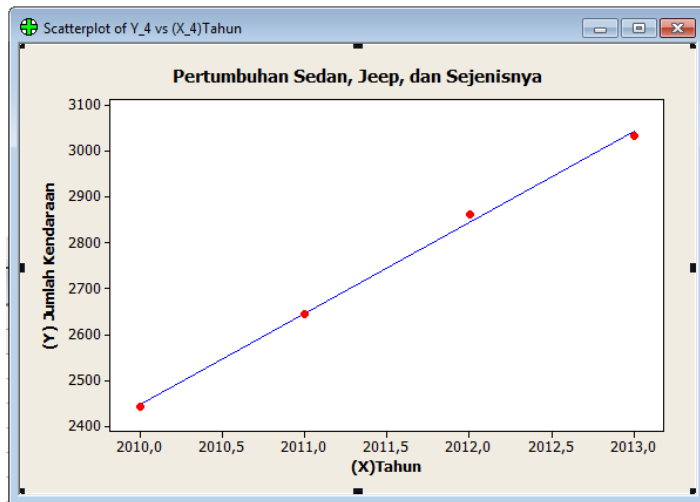 Scatterplot of Y_4 vs (X_4)Tahun
Pertumbuhan Sedan, Jeep, dan Sejenisnya
(Y) Jumlah Kendaraan
3100
3000
2900
2800
2700
2600
2500
2400
2010,0 2010,5 2011,0 2011,5 2012,0 2012,5 2013,0
(X)Tahun